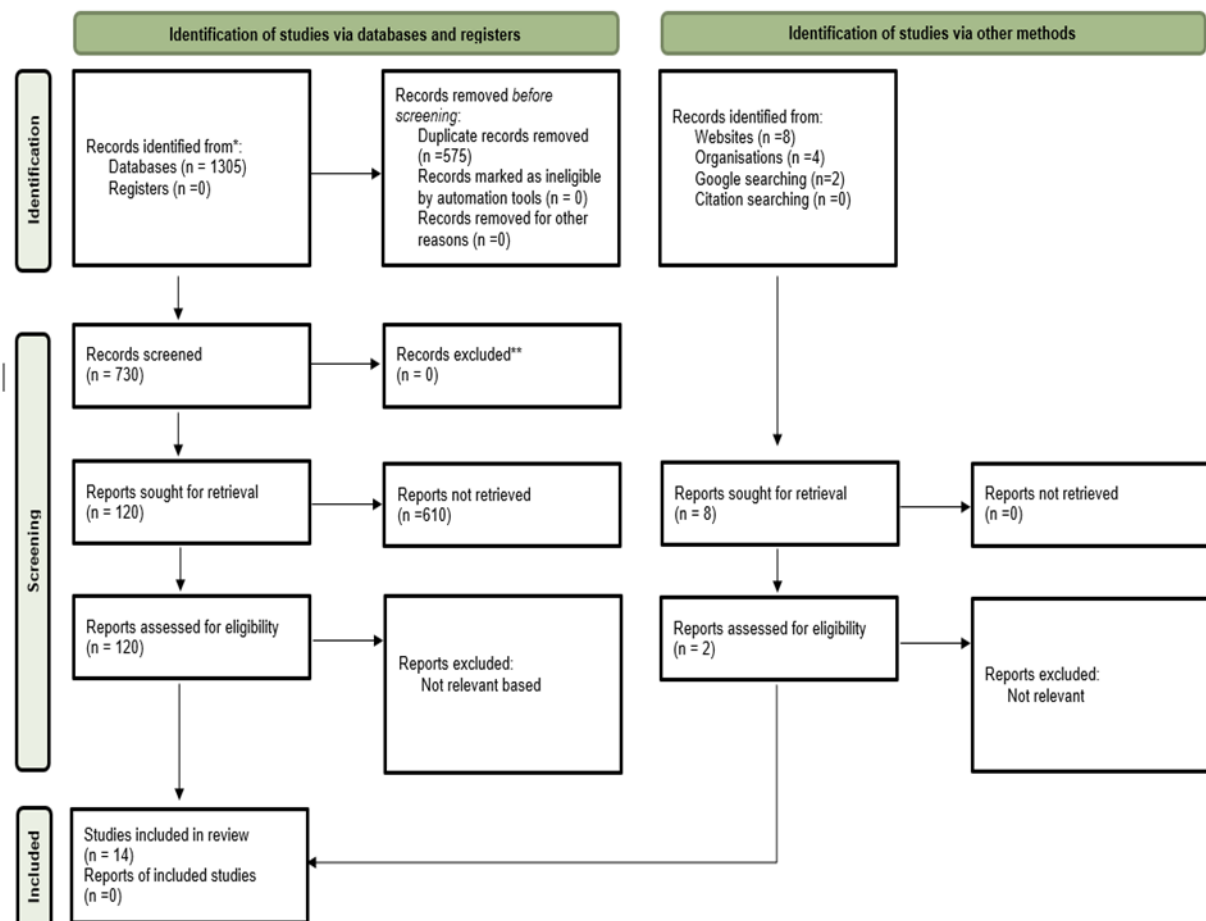 Identification of studies via databases and registers
Identification of studies via other methods
Identification
Records identified from*:
Databases (n = 1305)
Registers (n =0)
Records removed before
screening:
Duplicate records removed
(n =575)
Records marked as ineligible
by automation tools (n = 0)
Records removed for other
reasons (n =0)
Records identified from:
Websites (n =8)
Organisations (n =4)
Google searching (n=2)
Citation searching (n =0)
Screening
Records screened
(n = 730)
Records excluded**
(n = 0)
Reports sought for retrieval
(n = 120)
Reports not retrieved
(n =610)
Reports sought for retrieval
(n = 8)
Reports not retrieved
(n =0)
Reports assessed for eligibility
(n = 120)
Reports excluded:
Not relevant based
Reports assessed for eligibility
(n = 2)
Reports excluded:
Not relevant
Included
Studies included in review
(n = 14)
Reports of included studies
(n =0)